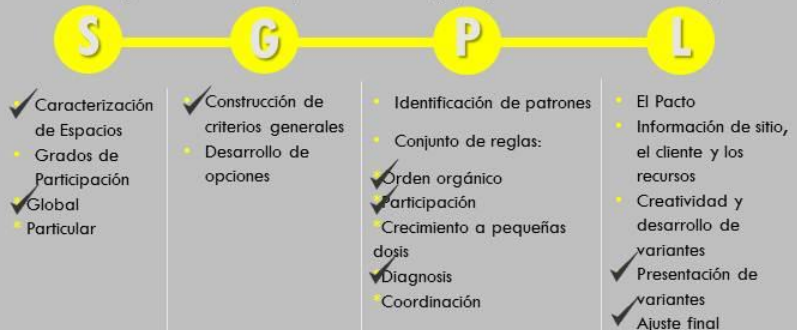 S G P L
Caracterización
de Espacios
Grados de
Participación
Global
Particular
Construcción de
criterios generales
Desarrollo de
opciones
Identificación de patrones
Conjunto de reglas:
Orden orgánico
Participación
Crecimiento a pequeñas
dosis
Diagnosis
Coordinación
El Pacto
Información de sitio,
el cliente y los
recursos
Creatividad y
desarrollo de
variantes
Presentación de
variantes
Ajuste final